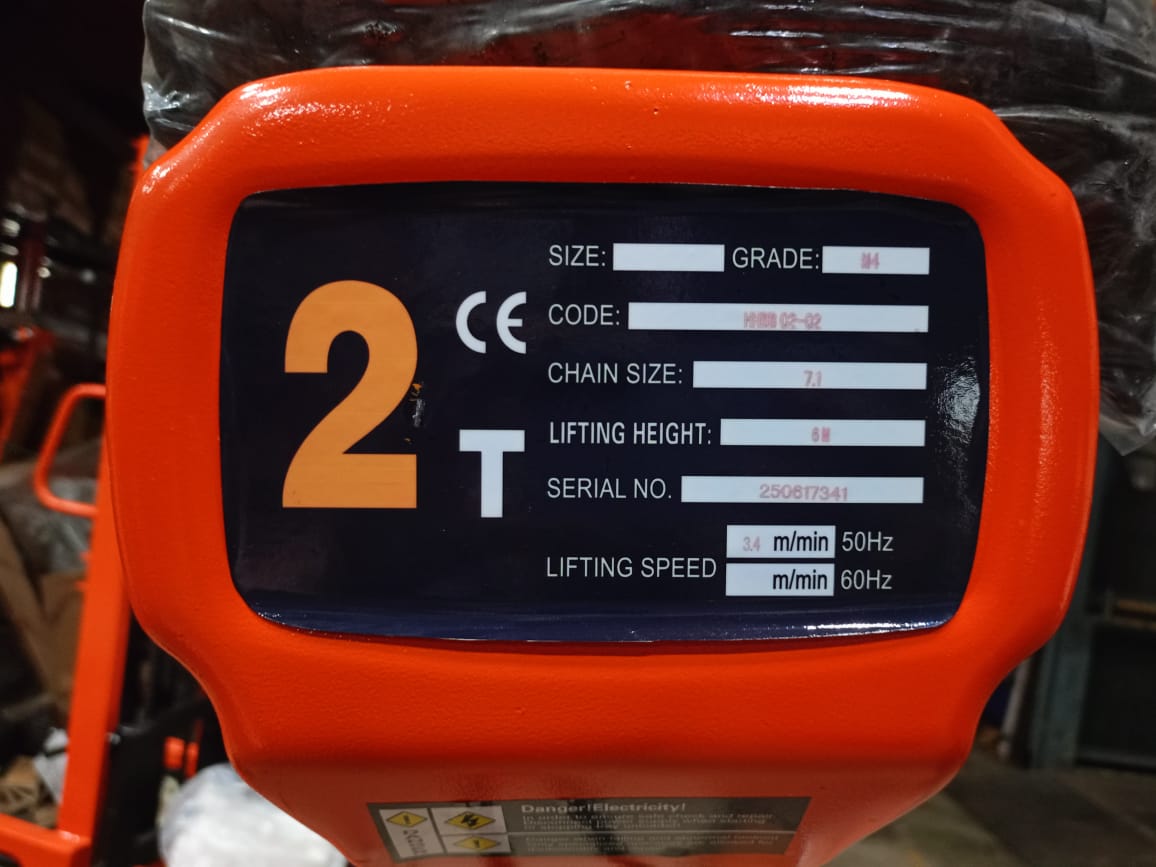 2
T
CE
SIZE: GRADE: M4
CODE: HHBB 02-02
CHAIN SIZE: 7.1
LIFTING HEIGHT: 6M
SERIAL NO. 250617341
LIFTING SPEED
3.4 m/min 50Hz
m/min 60Hz
Danger!Electricity!